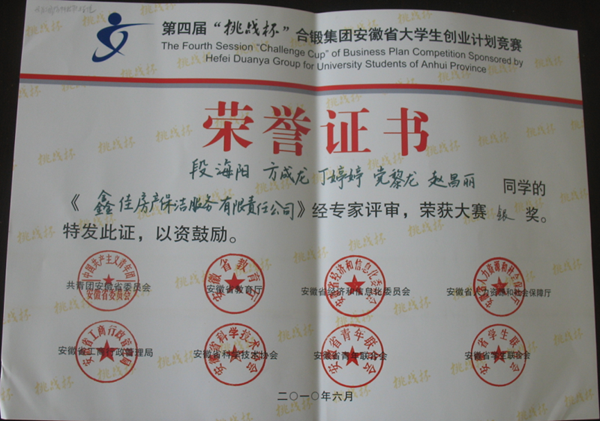 第四届“挑战杯”合锻集团安徽省大学生创业计划竞赛
The Fourth Session "Challenge Cup" of Business Plan Competition Sponsored by
Hefei Duanya Group for University Students of Anhui Province
荣誉证书
段海阳 方成龙 丁婷婷 党黎龙 赵昌丽 同学的
《鑫佳房产保洁服务有限责任公司》经专家评审，荣获大赛 银 奖。
特发此证，以资鼓励。
共青团安徽省委员会 安徽省教育厅 安徽省经济和信息化委员会 安徽省人力资源和社会保障厅
安徽省工商行政管理局 安徽省科学技术协会 安徽省青年联合会 安徽省学生联合会
二〇一〇年六月